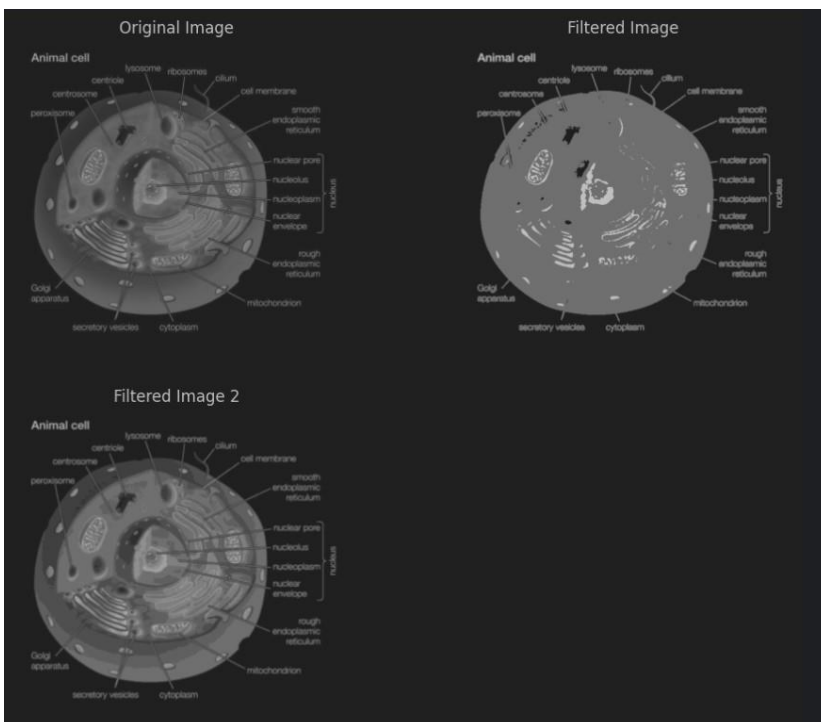 Original Image
Animal cell
lysosome
ribosomes
cilium
centriole
cell membrane
centrosome
peroxisome
smooth
endoplasmic
reticulum
nuclear pore
nucleolus
nucleoplasm
nuclear
envelope
nucleus
rough
endoplasmic
reticulum
Golgi
apparatus
mitochondrion
secretory vesicles
cytoplasm
Filtered Image
Animal cell
lysosome
ribosomes
cilium
centriole
cell membrane
centrosome
peroxisome
smooth
endoplasmic
reticulum
nuclear pore
nucleolus
nucleoplasm
nuclear
envelope
nucleus
rough
endoplasmic
reticulum
Golgi
apparatus
mitochondrion
secretory vesicles
cytoplasm
Filtered Image 2
Animal cell
lysosome
ribosomes
cilium
centriole
cell membrane
centrosome
peroxisome
smooth
endoplasmic
reticulum
nuclear pore
nucleolus
nucleoplasm
nuclear
envelope
nucleus
rough
endoplasmic
reticulum
Golgi
apparatus
mitochondrion
secretory vesicles
cytoplasm